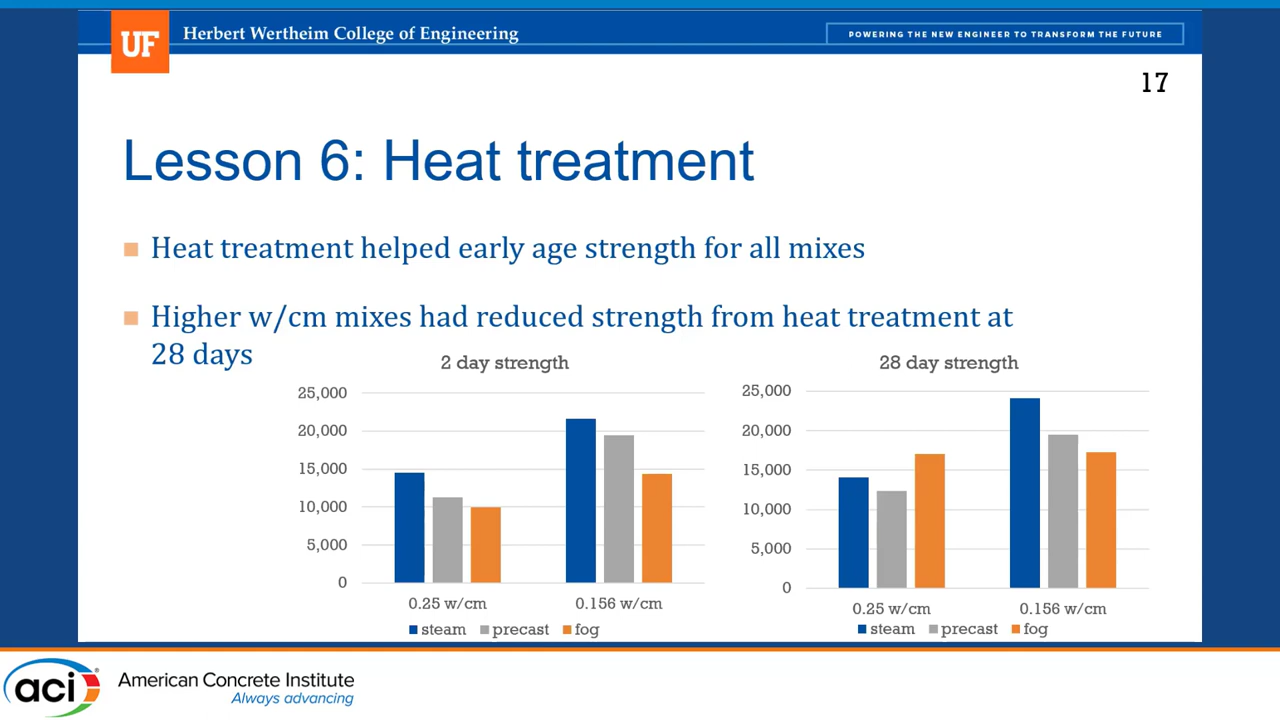 UF
Herbert Wertheim College of Engineering
POWERING THE NEW ENGINEER TO TRANSFORM THE FUTURE
17
Lesson 6: Heat treatment
Heat treatment helped early age strength for all mixes
Higher w/cm mixes had reduced strength from heat treatment at
28 days
2 day strength
25,000
20,000
15,000
10,000
5,000
0
0.25 w/cm
0.156 w/cm
steam
precast
fog
28 day strength
25,000
20,000
15,000
10,000
5,000
0
0.25 w/cm
0.156 w/cm
steam
precast
fog
aci
®
American Concrete Institute
Always advancing